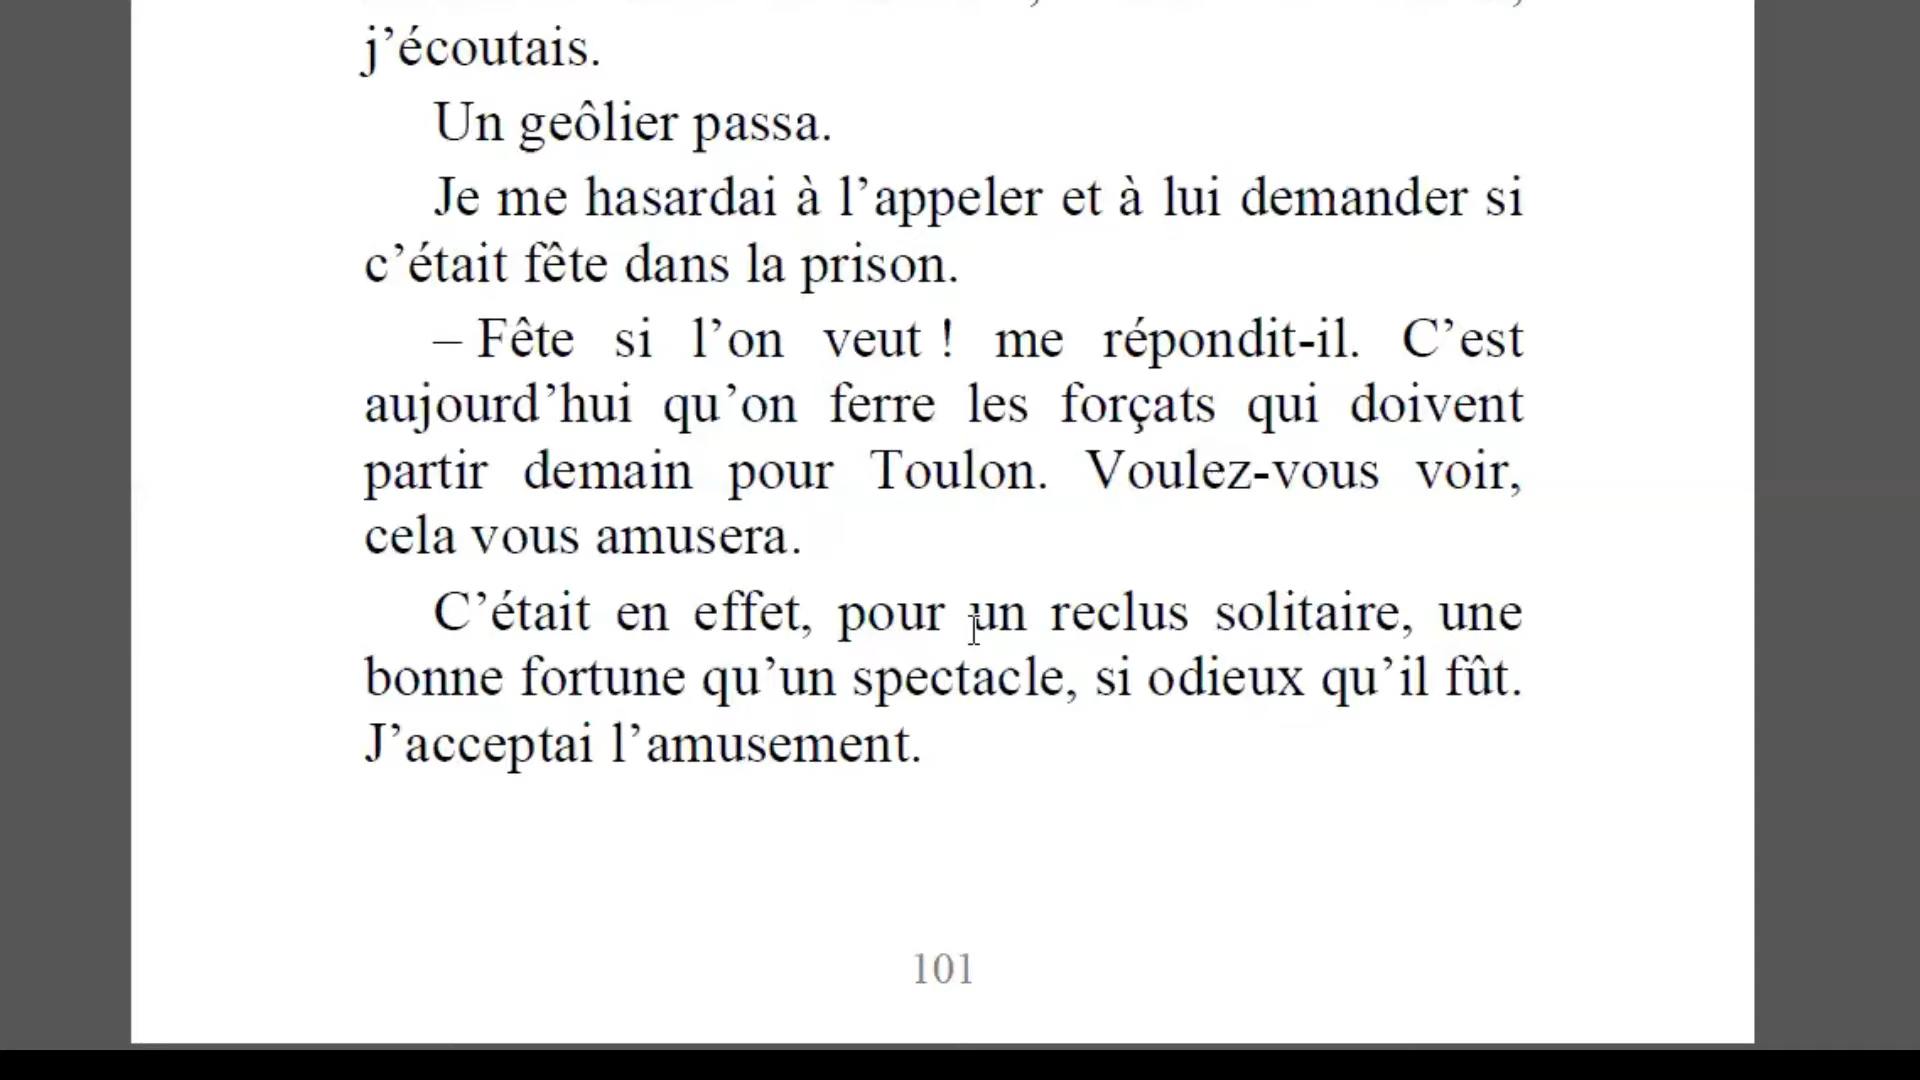 j’écoutais.
Un geôlier passa.
Je me hasardai à l’appeler et à lui demander si
c’était fête dans la prison.
– Fête si l’on veut ! me répondit-il. C’est
aujourd’hui qu’on ferre les forçats qui doivent
partir demain pour Toulon. Voulez-vous voir,
cela vous amusera.
C’était en effet, pour un reclus solitaire, une
bonne fortune qu’un spectacle, si odieux qu’il fût.
J’acceptai l’amusement.
101